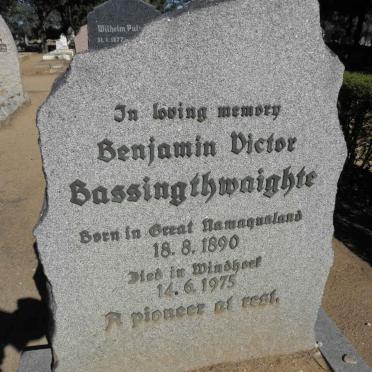 Wilhelm
In loving memory
Benjamin Victor
Bassingthwaighte
Born in Great Namaqualand
18. 8. 1890
Died in Windhoek
14. 6. 1975
A pioneer at rest.